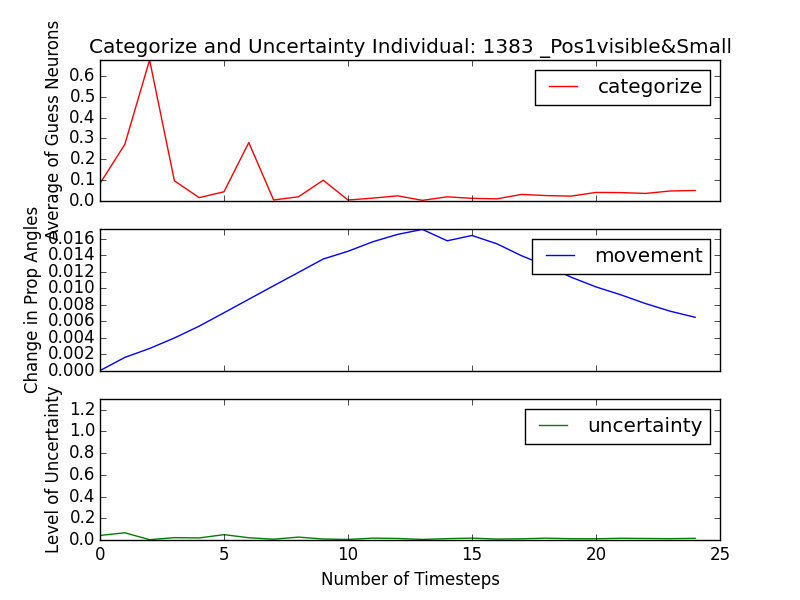 Categorize and Uncertainty Individual: 1383 _Pos1visible&Small
Average of Guess Neurons
0.6
0.5
0.4
0.3
0.2
0.1
0.0
categorize
Change in Prop Angles
0.016
0.014
0.012
0.010
0.008
0.006
0.004
0.002
0.000
movement
Level of Uncertainty
1.2
1.0
0.8
0.6
0.4
0.2
0.0
uncertainty
0 5 10 15 20 25
Number of Timesteps